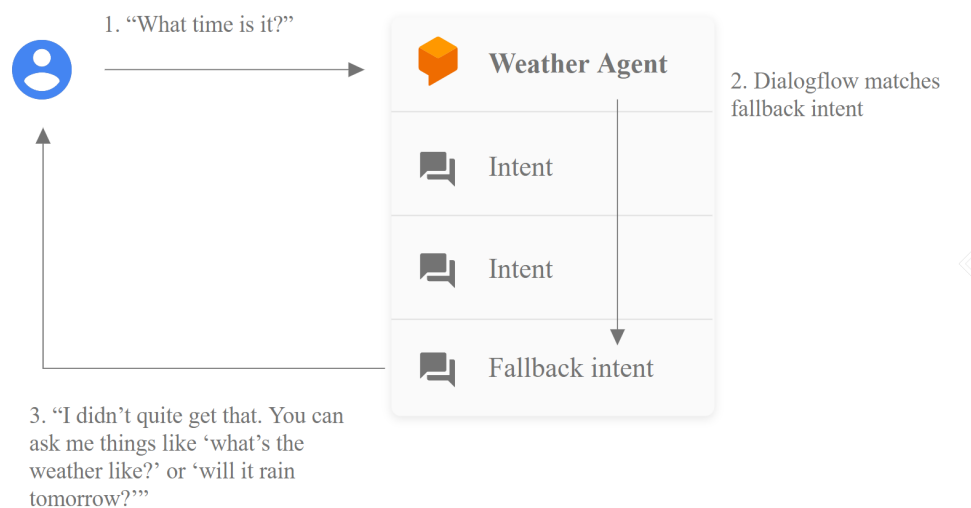 1. “What time is it?”
Weather Agent
2. Dialogflow matches
fallback intent
Intent
Intent
Fallback intent
3. “I didn’t quite get that. You can
ask me things like ‘what’s the
weather like?’ or ‘will it rain
tomorrow?’”